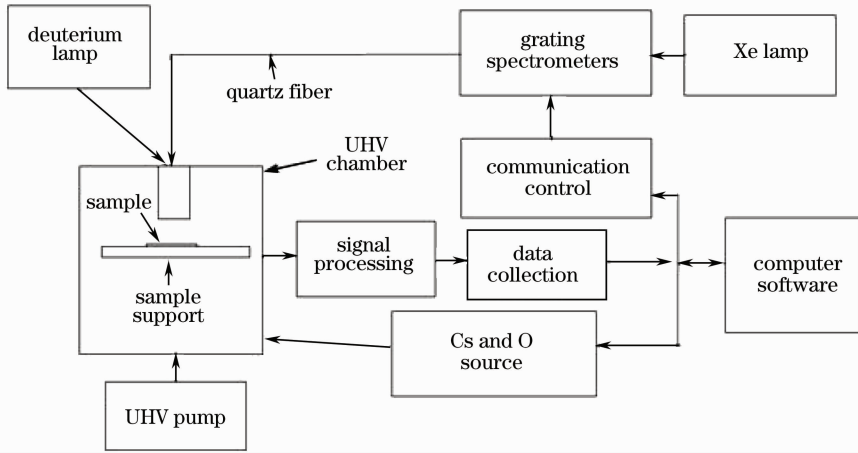 deuterium
lamp
grating
spectrometers
Xe lamp
quartz fiber
UHV
chamber
communication
control
sample
signal
processing
data
collection
computer
software
sample
support
Cs and O
source
UHV pump